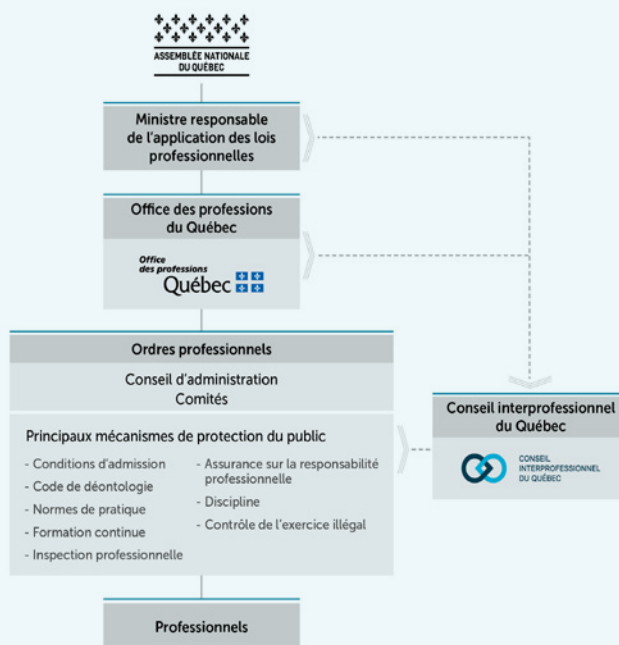 ASSEMBLÉE NATIONALE
DU QUÉBEC
Ministre responsable
de l'application des lois
professionnelles
Office des professions
du Québec
Office
des professions
Québec
Ordres professionnels
Conseil d'administration
Comités
Principaux mécanismes de protection du public
- Conditions d'admission
- Code de déontologie
- Normes de pratique
- Formation continue
- Inspection professionnelle
- Assurance sur la responsabilité
professionnelle
- Discipline
- Contrôle de l'exercice illégal
Conseil interprofessionnel
du Québec
CONSEIL
INTERPROFESSIONNEL
DU QUÉBEC
Professionnels